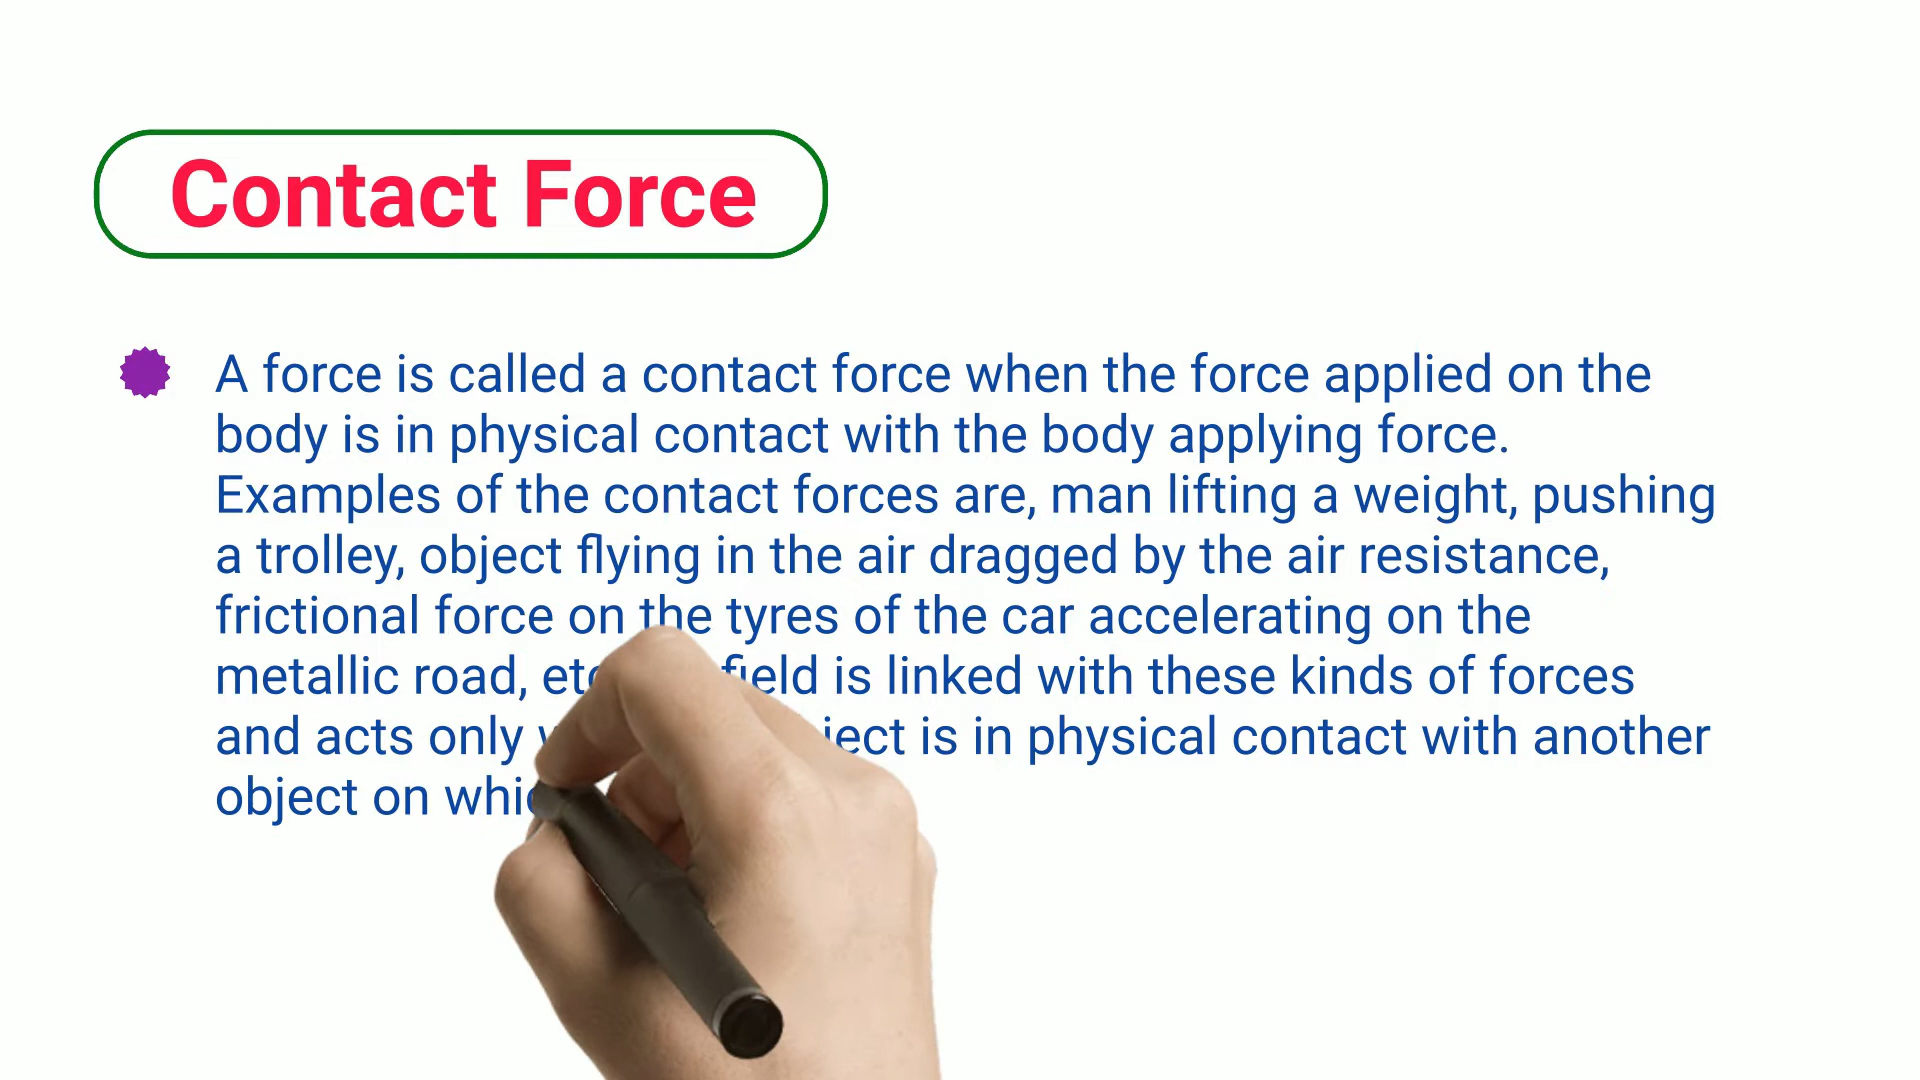 Contact Force
A force is called a contact force when the force applied on the
body is in physical contact with the body applying force.
Examples of the contact forces are, man lifting a weight, pushing
a trolley, object flying in the air dragged by the air resistance,
frictional force on the tyres of the car accelerating on the
metallic road, field is linked with these kinds of forces
and acts only is in physical contact with another
object on